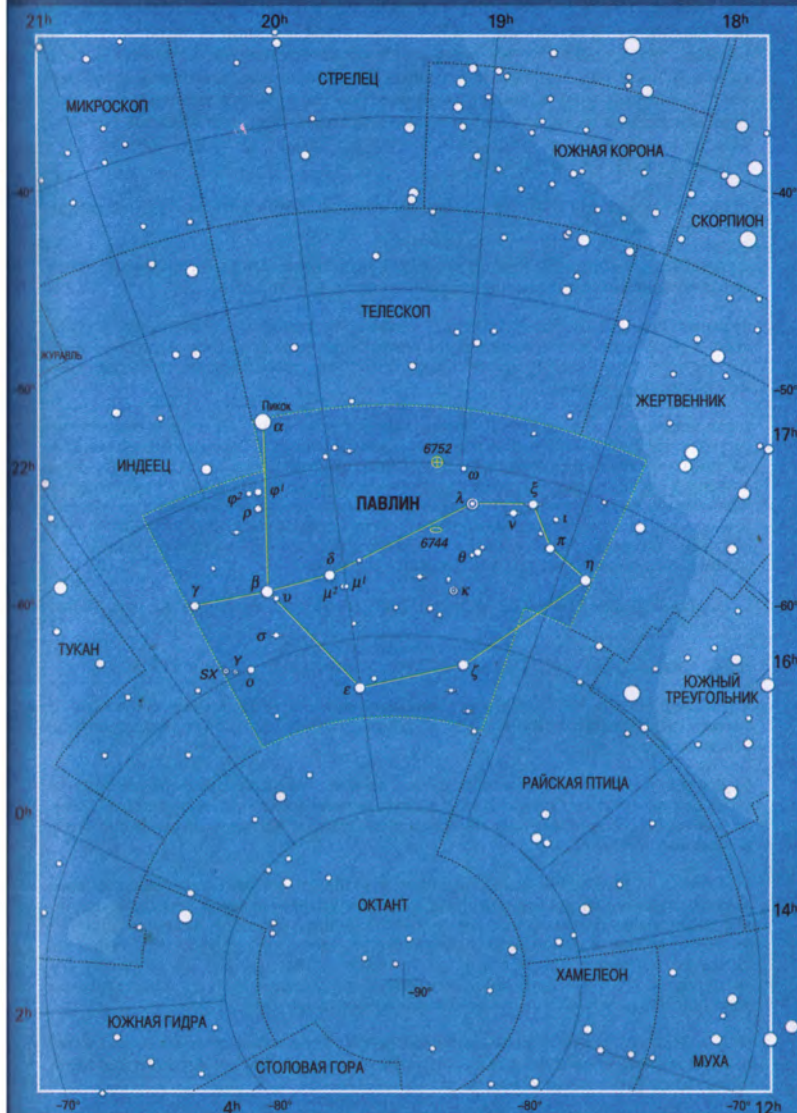 21h 20h 19h 18h
СТРЕЛЕЦ
МИКРОСКОП
ЮЖНАЯ КОРОНА
-40° -40°
СКОРПИОН
ТЕЛЕСКОП
ЖУРАВЛЬ
-50° -50°
ЖЕРТВЕННИК
Пикок
α
17h
6752
ИНДЕЕЦ
22h
ω
φ² φ¹
ПАВЛИН
λ
ξ
ρ
ν
ι
6744
π
θ
δ
η
γ
β
υ
μ² μ¹
κ
-60°
σ
ТУКАН
16h
SX Y
ο
ζ
ε
ЮЖНЫЙ
ТРЕУГОЛЬНИК
РАЙСКАЯ ПТИЦА
0h
ОКТАНТ
14h
ХАМЕЛЕОН
-90°
2h
ЮЖНАЯ ГИДРА
СТОЛОВАЯ ГОРА
МУХА
-70° 4h -80° -80° -70° 12h